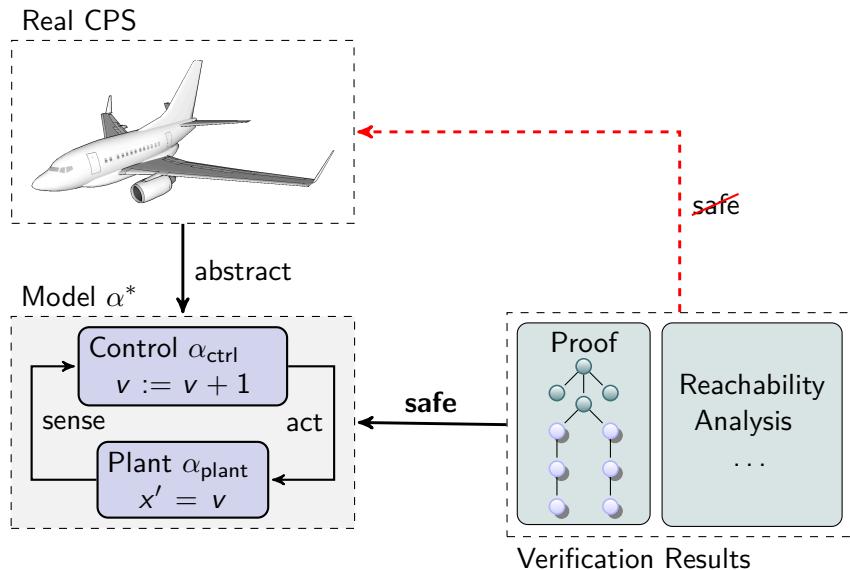 Real CPS
abstract
safe
Model α*
Control α_ctrl
v := v + 1
sense
act
Plant α_plant
x′ = v
safe
Proof
Reachability
Analysis
...
Verification Results